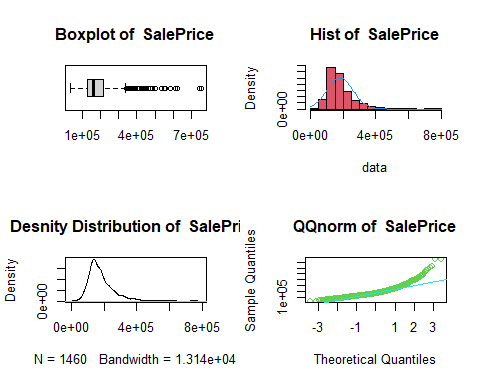 Boxplot of SalePrice
1e+05 4e+05 7e+05
Hist of SalePrice
Density
0e+00
0e+00 4e+05 8e+05
data
Desnity Distribution of SalePri
Density
0e+00
0e+00 4e+05 8e+05
N = 1460 Bandwidth = 1.314e+04
QQnorm of SalePrice
Sample Quantiles
1e+05
-3 -1 1 2 3
Theoretical Quantiles